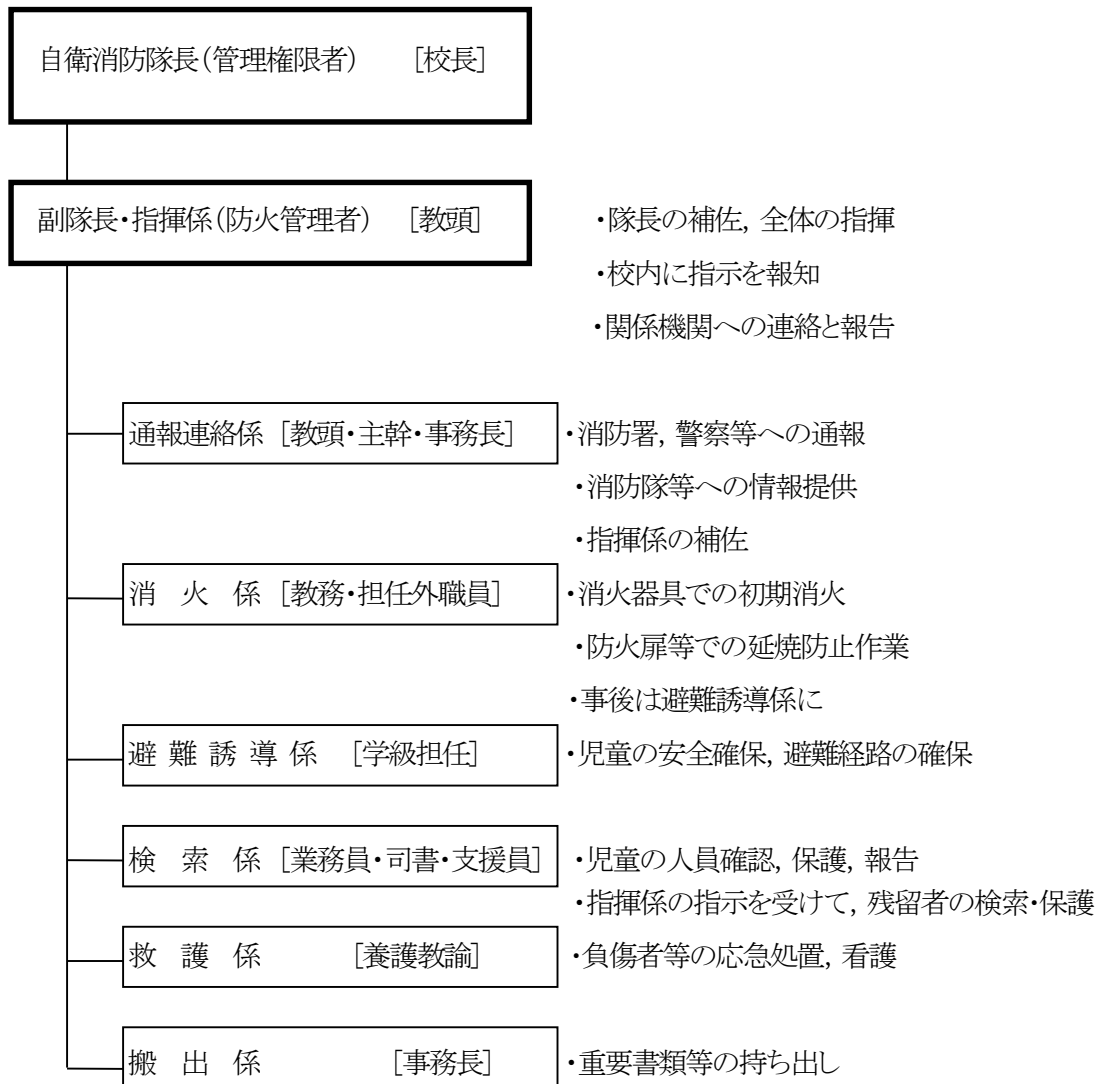 自衛消防隊長(管理権限者) [校長]
副隊長・指揮係(防火管理者) [教頭]
・隊長の補佐, 全体の指揮
・校内に指示を報知
・関係機関への連絡と報告
通報連絡係 [教頭・主幹・事務長]
・消防署, 警察等への通報
・消防隊等への情報提供
・指揮係の補佐
消 火 係 [教務・担任外職員]
・消火器具での初期消火
・防火扉等での延焼防止作業
・事後は避難誘導係に
避 難 誘 導 係 [学級担任]
・児童の安全確保, 避難経路の確保
検 索 係 [業務員・司書・支援員]
・児童の人員確認, 保護, 報告
・指揮係の指示を受けて, 残留者の検索・保護
救 護 係 [養護教諭]
・負傷者等の応急処置, 看護
搬 出 係 [事務長]
・重要書類等の持ち出し